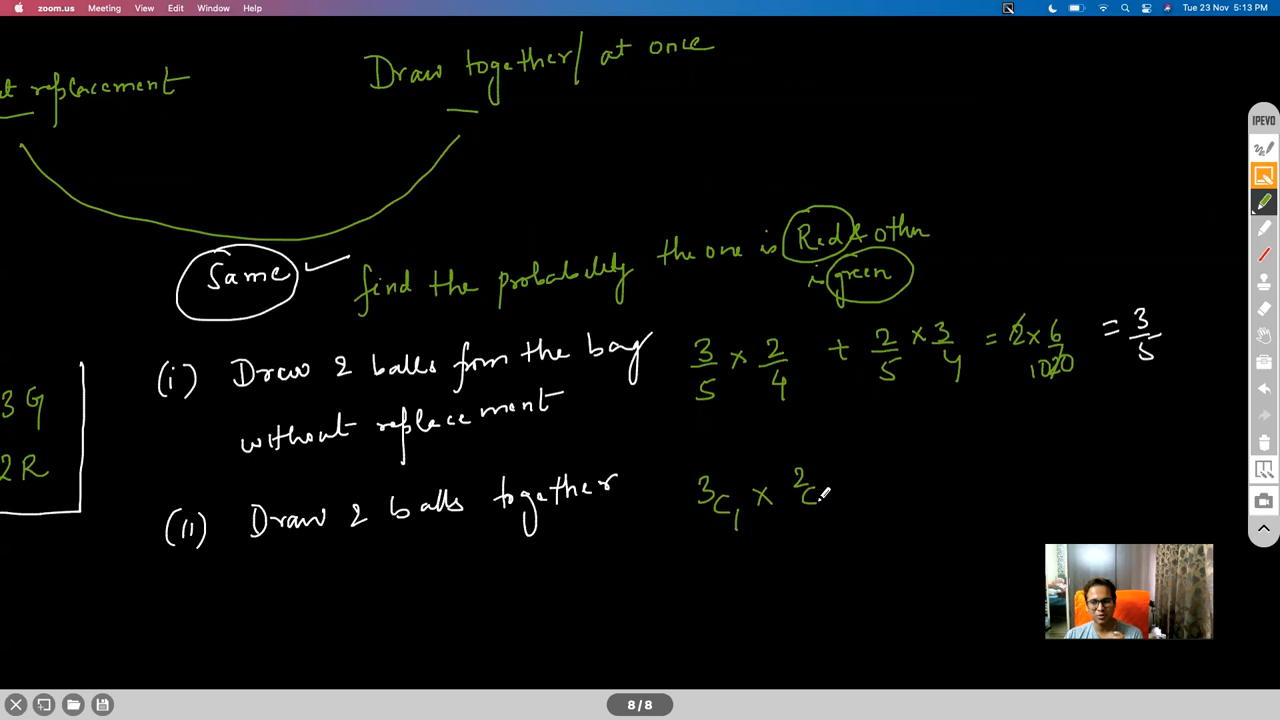 zoom.us Meeting View Edit Window Help Tue 23 Nov 5:13 PM
replacement
Draw together/ at once
IPEVO
Same
find the probability the one is Red & other
is green
(i) Draw 2 balls from the bag
without replacement
3/5 × 2/4 + 2/5 × 3/4 = 2 × 6/10 20 = 3/5
3 G
2 R
(ii) Draw 2 balls together
³C₁ × ²C
8 / 8